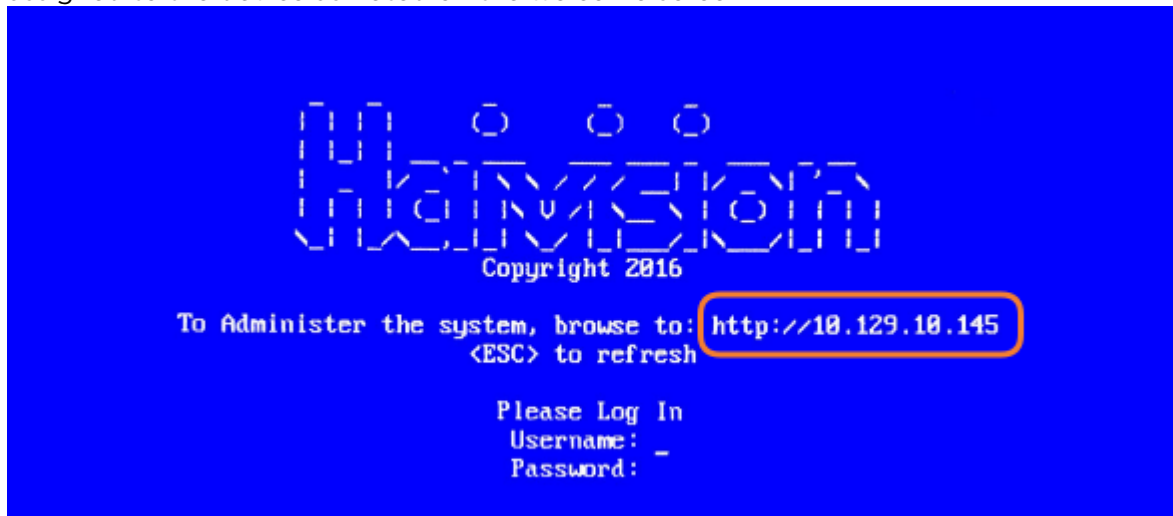 Haivision
Copyright 2016
To Administer the system, browse to: http://10.129.10.145
<ESC> to refresh
Please Log In
Username: _
Password: